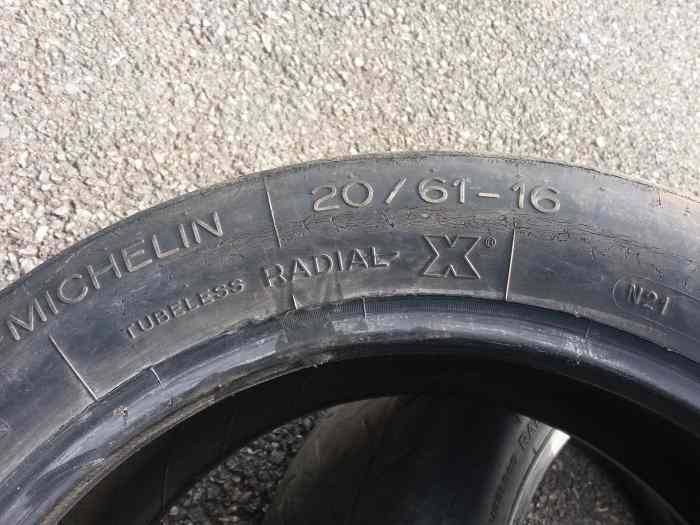 MICHELIN
20/61-16
TUBELESS RADIAL X®
N21